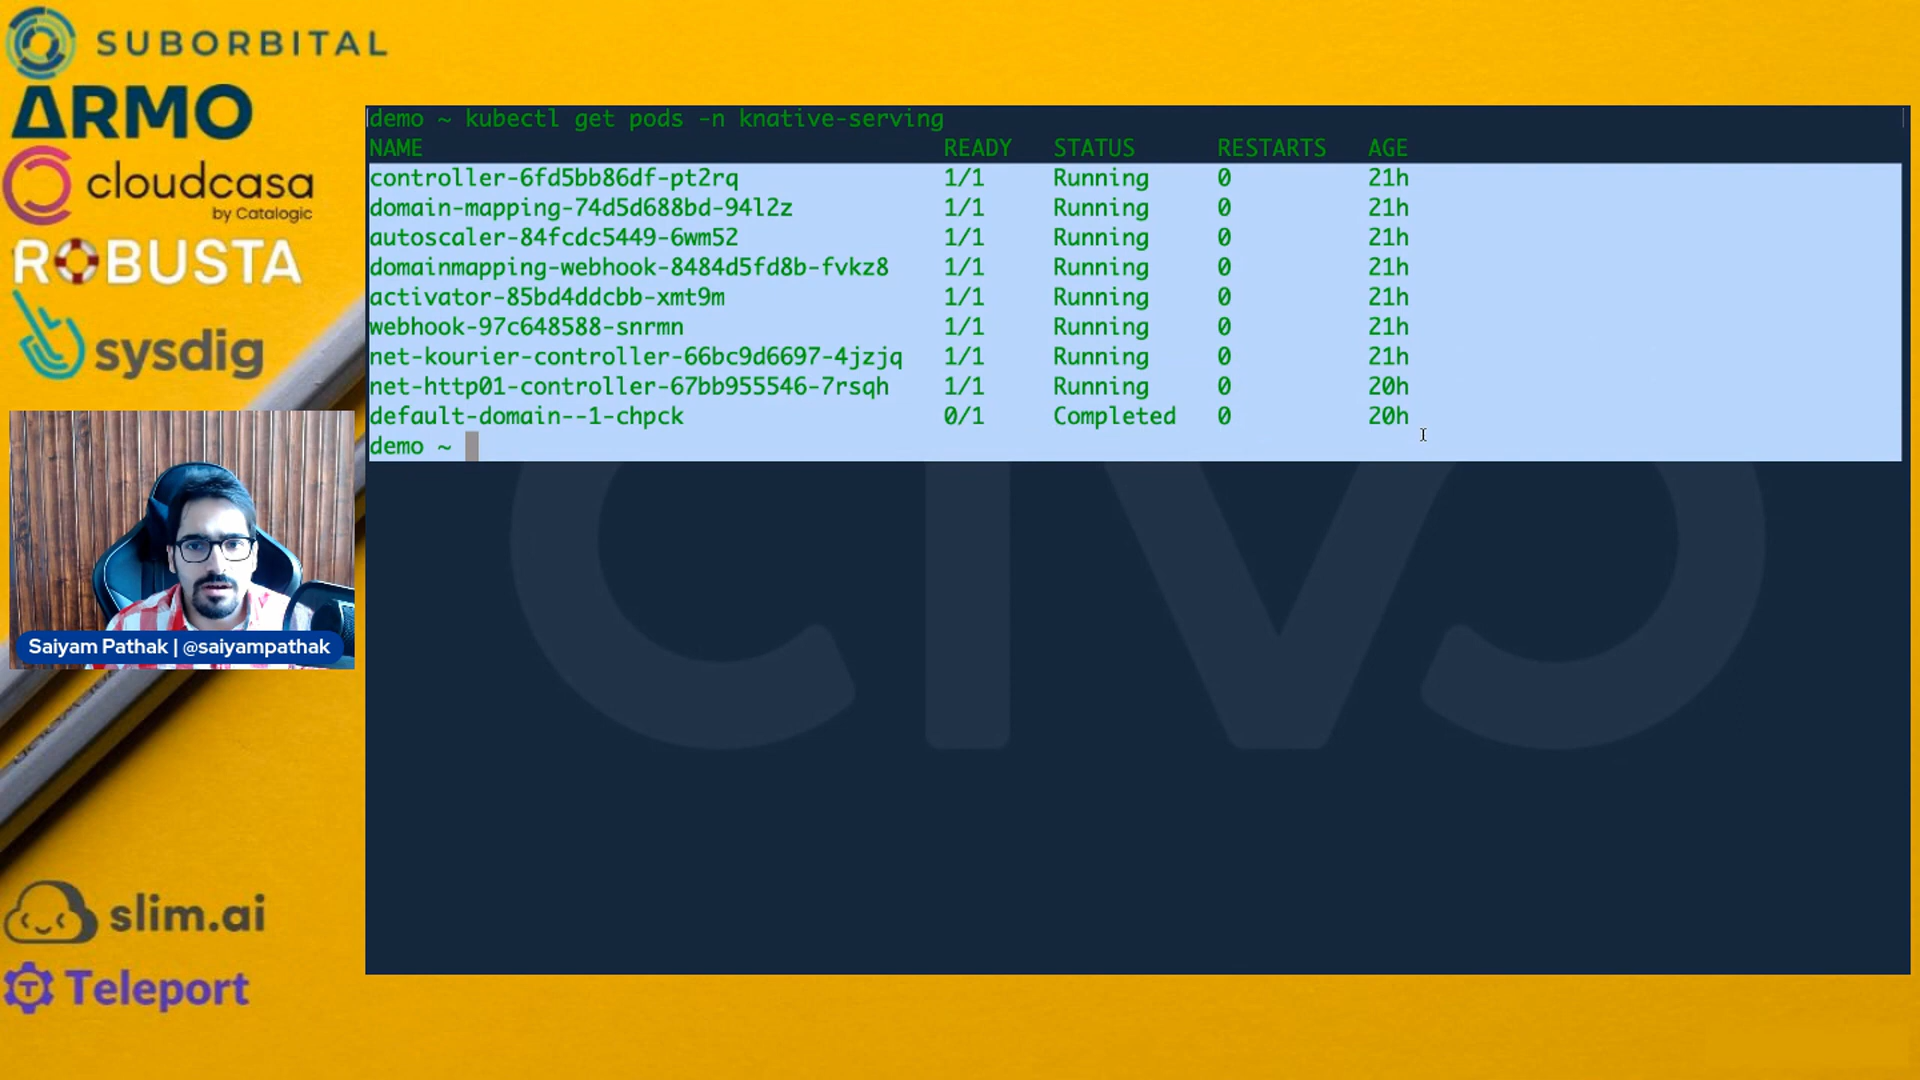 SUBORBITAL
ARMO
cloudcasa
by Catalogic
ROBUSTA
sysdig
Saiyam Pathak | @saiyampathak
slim.ai
Teleport
demo ~ kubectl get pods -n knative-serving
NAME READY STATUS RESTARTS AGE
controller-6fd5bb86df-pt2rq 1/1 Running 0 21h
domain-mapping-74d5d688bd-94l2z 1/1 Running 0 21h
autoscaler-84fcdc5449-6wm52 1/1 Running 0 21h
domainmapping-webhook-8484d5fd8b-fvkz8 1/1 Running 0 21h
activator-85bd4ddcbb-xmt9m 1/1 Running 0 21h
webhook-97c648588-snrmn 1/1 Running 0 21h
net-kourier-controller-66bc9d6697-4jzjq 1/1 Running 0 21h
net-http01-controller-67bb955546-7rsqh 1/1 Running 0 20h
default-domain--1-chpck 0/1 Completed 0 20h
demo ~
CIVO